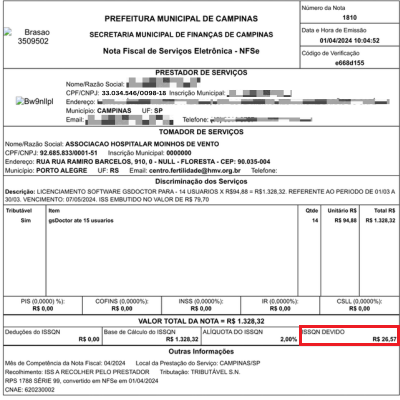 Número da Nota
1810
PREFEITURA MUNICIPAL DE CAMPINAS
Brasao
3509502
SECRETARIA MUNICIPAL DE FINANÇAS DE CAMPINAS
Data e Hora de Emissão
01/04/2024 10:04:52
Nota Fiscal de Serviços Eletrônica - NFSe
Código de Verificação
e668d155
PRESTADOR DE SERVIÇOS
Nome/Razão Social:
CPF/CNPJ: 33.034.546/0098-18 Inscrição Municipal:
Endereço:
Município: CAMPINAS UF: SP
Email: Telefone:
TOMADOR DE SERVIÇOS
Nome/Razão Social: ASSOCIACAO HOSPITALAR MOINHOS DE VENTO
CPF/CNPJ: 92.685.833/0001-51 Inscrição Municipal: 0000000
Endereço: RUA RUA RAMIRO BARCELOS, 910, 0 - NULL - FLORESTA - CEP: 90.035-004
Município: PORTO ALEGRE UF: RS Email: centro.fertilidade@hmv.org.br Telefone:
Discriminação dos Serviços
Descrição: LICENCIAMENTO SOFTWARE GSDOCTOR PARA - 14 USUARIOS X R$94,88 = R$1.328,32. REFERENTE AO PERIODO DE 01/03 A
30/03. VENCIMENTO: 07/05/2024. ISS EMBUTIDO NO VALOR DE R$ 79,70
Tributável Item Qtde Unitário R$ Total R$
Sim gsDoctor ate 15 usuarios 14 R$ 94,88 R$ 1.328,32
PIS (0,0000) %): COFINS (0,0000 %): INSS (0,0000 %): IR (0,0000 %): CSLL (0,0000 %):
R$ 0,00 R$ 0,00 R$ 0,00 R$ 0,00 R$ 0,00
VALOR TOTAL DA NOTA = R$ 1.328,32
Deduções do ISSQN Base de Cálculo do ISSQN ALÍQUOTA DO ISSQN ISSQN DEVIDO
R$ 0,00 R$ 1.328,32 2,00% R$ 26,57
Outras Informações
Mês de Competência da Nota Fiscal: 04/2024 Local da Prestação do Serviço: CAMPINAS/SP
Recolhimento: ISS A RECOLHER PELO PRESTADOR Tributação: TRIBUTÁVEL S.N.
RPS 1788 SÉRIE 99, convertido em NFSe em 01/04/2024
CNAE: 620230002